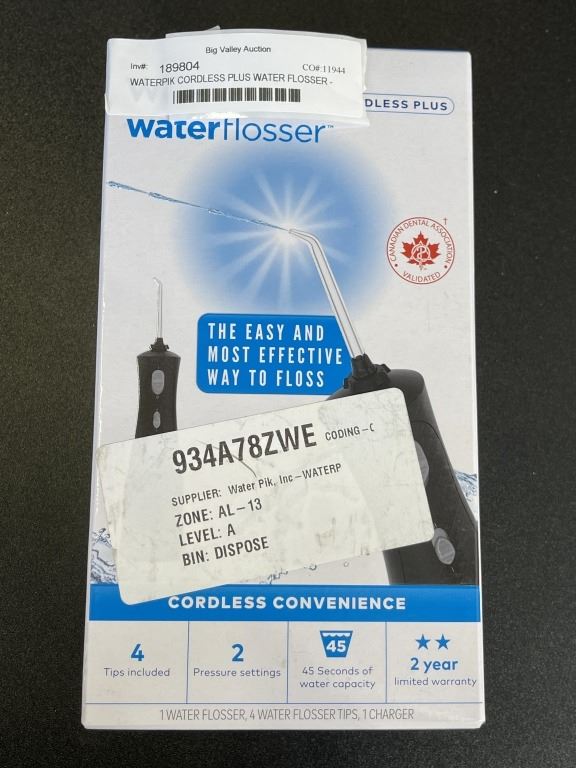 Big Valley Auction
Inv#: 189804 CO#:11944
WATERPIK CORDLESS PLUS WATER FLOSSER -
DLESS PLUS
waterflosser™
CANADIAN DENTAL ASSOCIATION †
VALIDATED
THE EASY AND
MOST EFFECTIVE
WAY TO FLOSS
934A78ZWE CODING-C
SUPPLIER: Water Pik, Inc-WATERP
ZONE: AL-13
LEVEL: A
BIN: DISPOSE
CORDLESS CONVENIENCE
4
Tips included
2
Pressure settings
45
45 Seconds of
water capacity
2 year
limited warranty
1 WATER FLOSSER, 4 WATER FLOSSER TIPS, 1 CHARGER